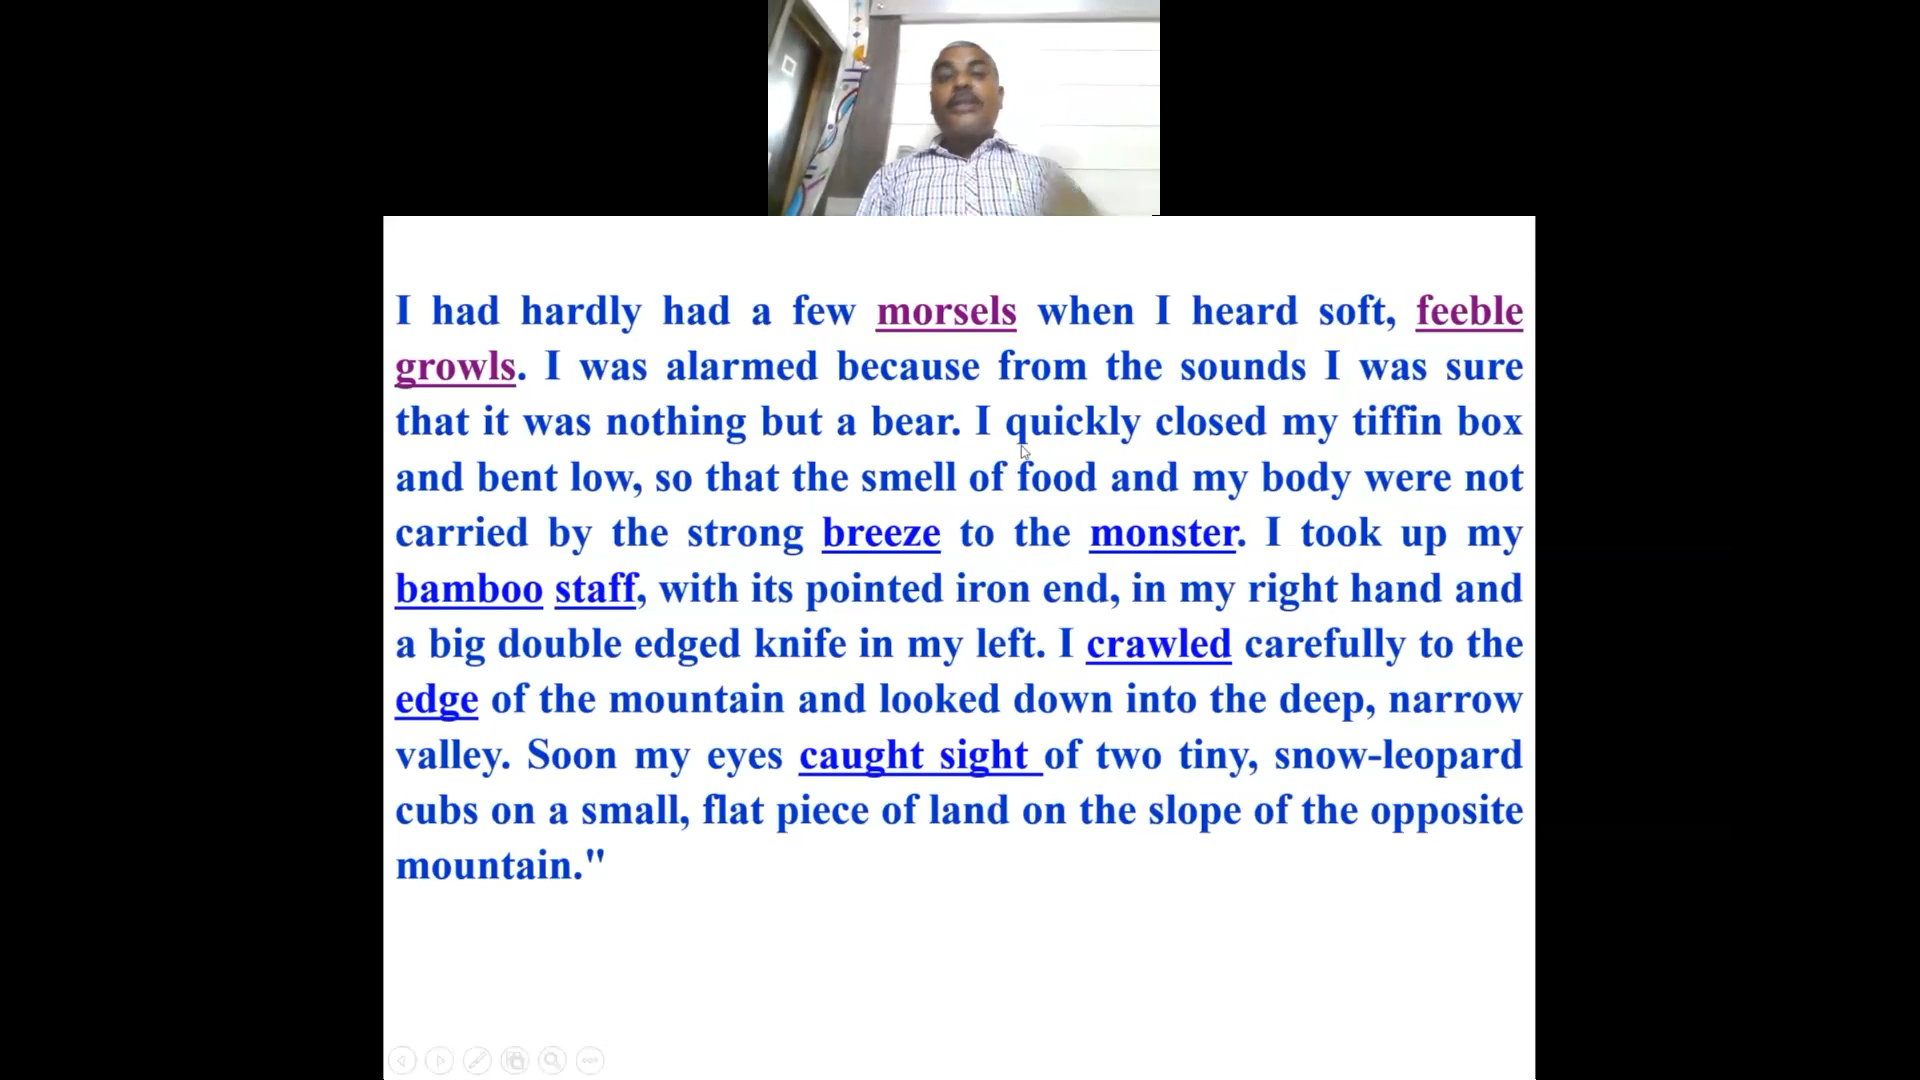 I had hardly had a few morsels when I heard soft, feeble
growls. I was alarmed because from the sounds I was sure
that it was nothing but a bear. I quickly closed my tiffin box
and bent low, so that the smell of food and my body were not
carried by the strong breeze to the monster. I took up my
bamboo staff, with its pointed iron end, in my right hand and
a big double edged knife in my left. I crawled carefully to the
edge of the mountain and looked down into the deep, narrow
valley. Soon my eyes caught sight of two tiny, snow-leopard
cubs on a small, flat piece of land on the slope of the opposite
mountain."